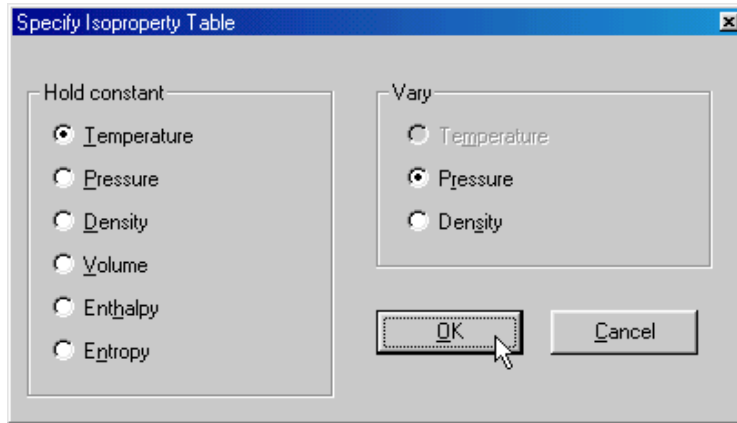 Specify Isoproperty Table
Hold constant
Temperature
Pressure
Density
Volume
Enthalpy
Entropy
Vary
Temperature
Pressure
Density
OK
Cancel